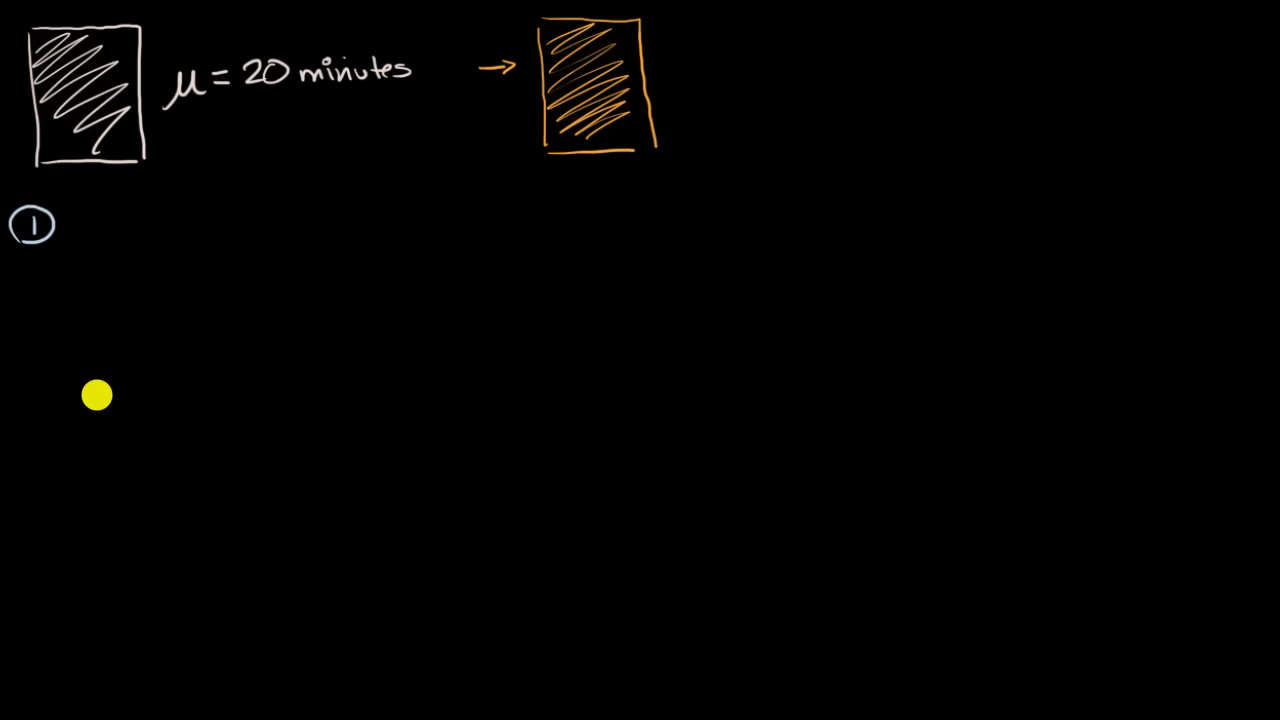 μ = 20 minutes →
①